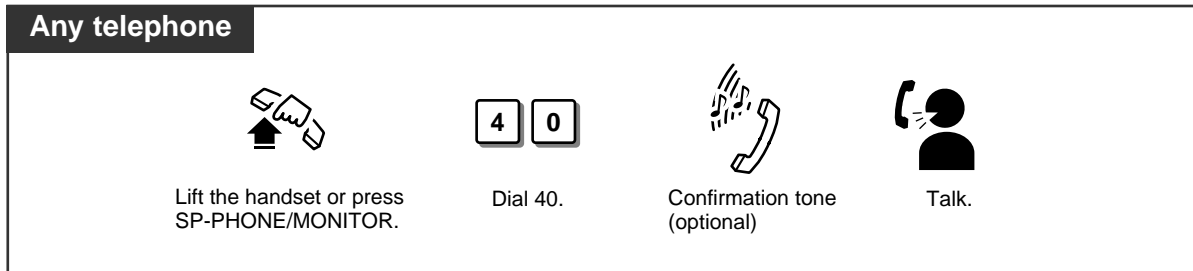 Any telephone
4 0
Lift the handset or press
SP-PHONE/MONITOR.
Dial 40.
Confirmation tone
(optional)
Talk.